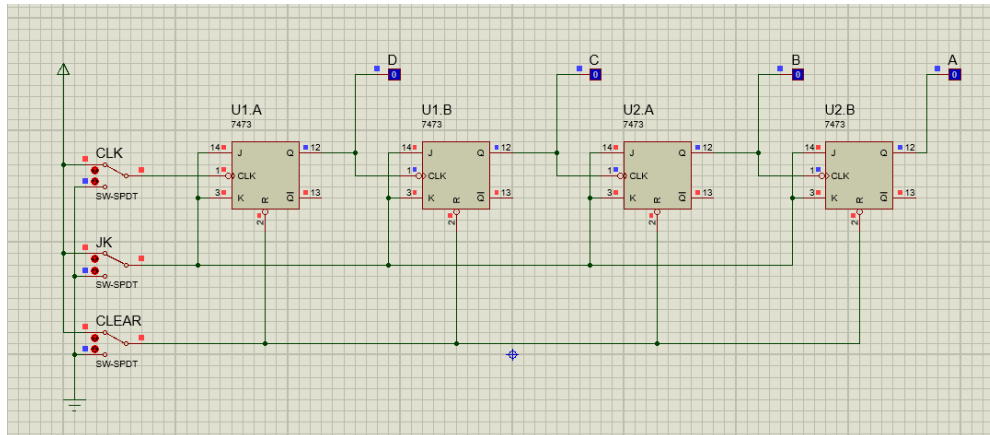 D C B A
0 0 0 0
U1.A U1.B U2.A U2.B
7473 7473 7473 7473
14 J Q 12 14 J Q 12 14 J Q 12 14 J Q 12
CLK
1 CLK 1 CLK 1 CLK 1 CLK
3 K QI 13 3 K QI 13 3 K QI 13 3 K QI 13
SW-SPDT
R R R R
2 2 2 2
JK
SW-SPDT
CLEAR
SW-SPDT